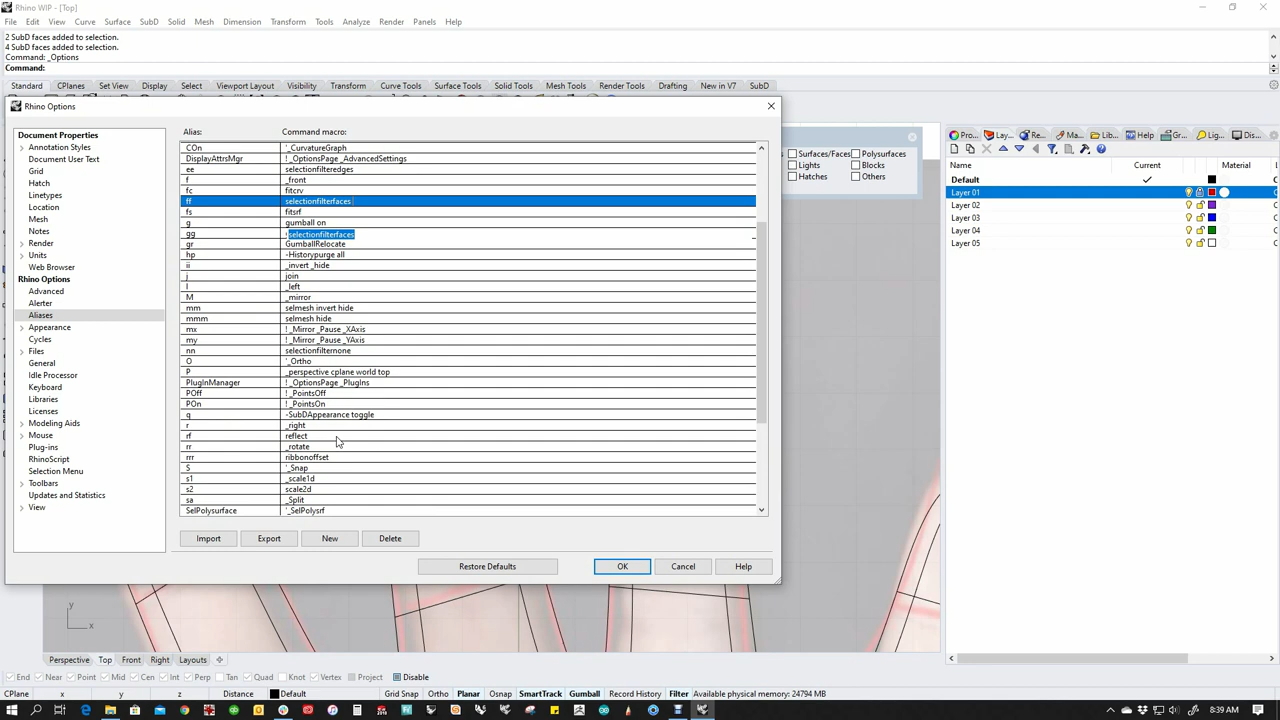 Rhino WIP - [Top]
File Edit View Curve Surface SubD Solid Mesh Dimension Transform Tools Analyze Render Panels Help
2 SubD faces added to selection.
4 SubD faces added to selection.
Command: _Options
Command:
Standard CPlanes Set View Display Select Viewport Layout Visibility Transform Curve Tools Surface Tools Solid Tools Mesh Tools Render Tools Drafting New in V7 SubD
Rhino Options
Document Properties
Annotation Styles
Document User Text
Grid
Hatch
Linetypes
Location
Mesh
Notes
Render
Units
Web Browser
Rhino Options
Advanced
Alerter
Aliases
Appearance
Cycles
Files
General
Idle Processor
Keyboard
Libraries
Licenses
Modeling Aids
Mouse
Plug-ins
RhinoScript
Selection Menu
Toolbars
Updates and Statistics
View
Alias: Command macro:
COn '_CurvatureGraph
DisplayAttrsMgr ! _OptionsPage _AdvancedSettings
ee selectionfilteredges
f _front
fc fitcrv
ff selectionfilterfaces
fs fitsrf
g gumball on
gg selectionfilterfaces
gr GumballRelocate
hp -Historypurge all
ii _invert _hide
j join
l _left
M _mirror
mm selmesh invert hide
mmm selmesh hide
mx ! _Mirror _Pause _XAxis
my ! _Mirror _Pause _YAxis
nn selectionfilternone
O '_Ortho
P _perspective cplane world top
PlugInManager ! _OptionsPage _PlugIns
POff ! _PointsOff
POn ! _PointsOn
q -SubDAppearance toggle
r _right
rf reflect
rr _rotate
rrr ribbonoffset
S '_Snap
s1 _scale1d
s2 scale2d
sa _Split
SelPolysurface '_SelPolysrf
Import Export New Delete
Restore Defaults OK Cancel Help
Surfaces/Faces Polysurfaces
Lights Blocks
Hatches Others
Pro... Lay... Re... Ma... Lib... Help Gr... Lig... Dis...
Name Current Material
Default
Layer 01
Layer 02
Layer 03
Layer 04
Layer 05
y
x
Perspective Top Front Right Layouts
End Near Point Mid Cen Int Perp Tan Quad Knot Vertex Project Disable
CPlane x y z Distance Default Grid Snap Ortho Planar Osnap SmartTrack Gumball Record History Filter Available physical memory: 24794 MB
8:39 AM